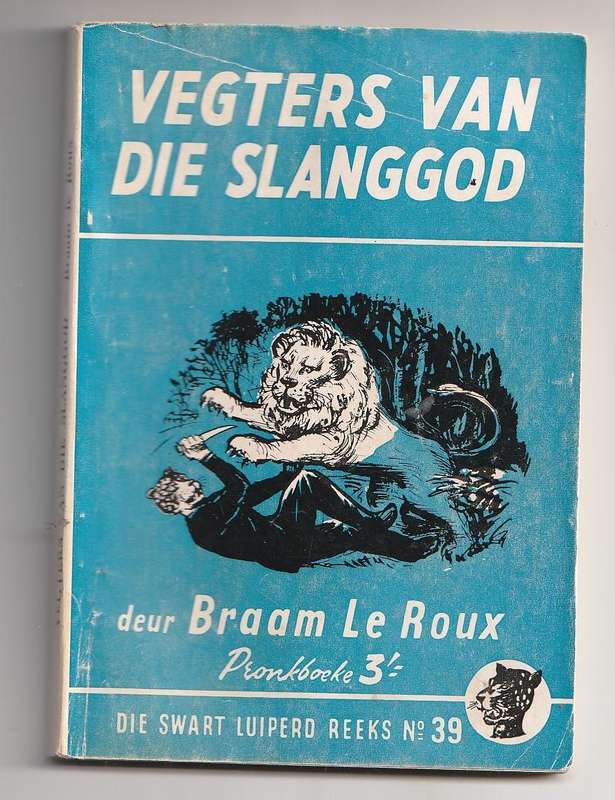 VEGTERS VAN
DIE SLANGGOD
deur Braam Le Roux
Pronkboeke 3'-
DIE SWART LUIPERD REEKS Nº 39